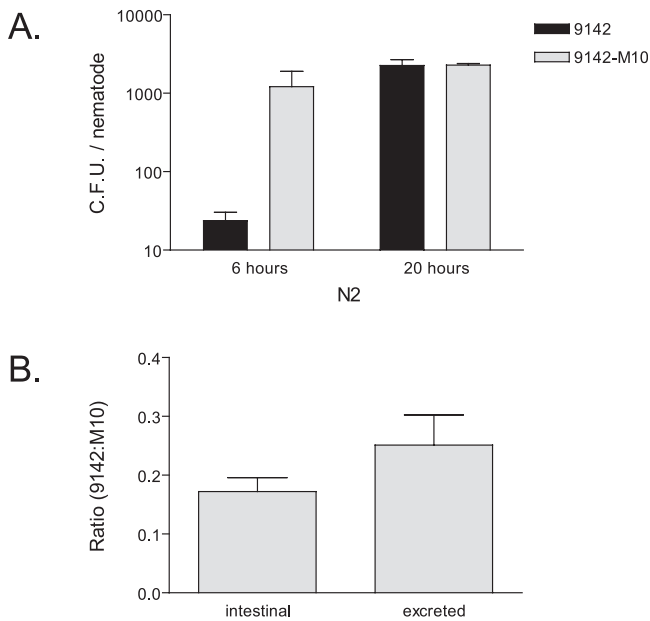 A.
C.F.U. / nematode
10000
1000
100
10
6 hours
20 hours
N2
9142
9142-M10
B.
Ratio (9142:M10)
0.4
0.3
0.2
0.1
0.0
intestinal
excreted